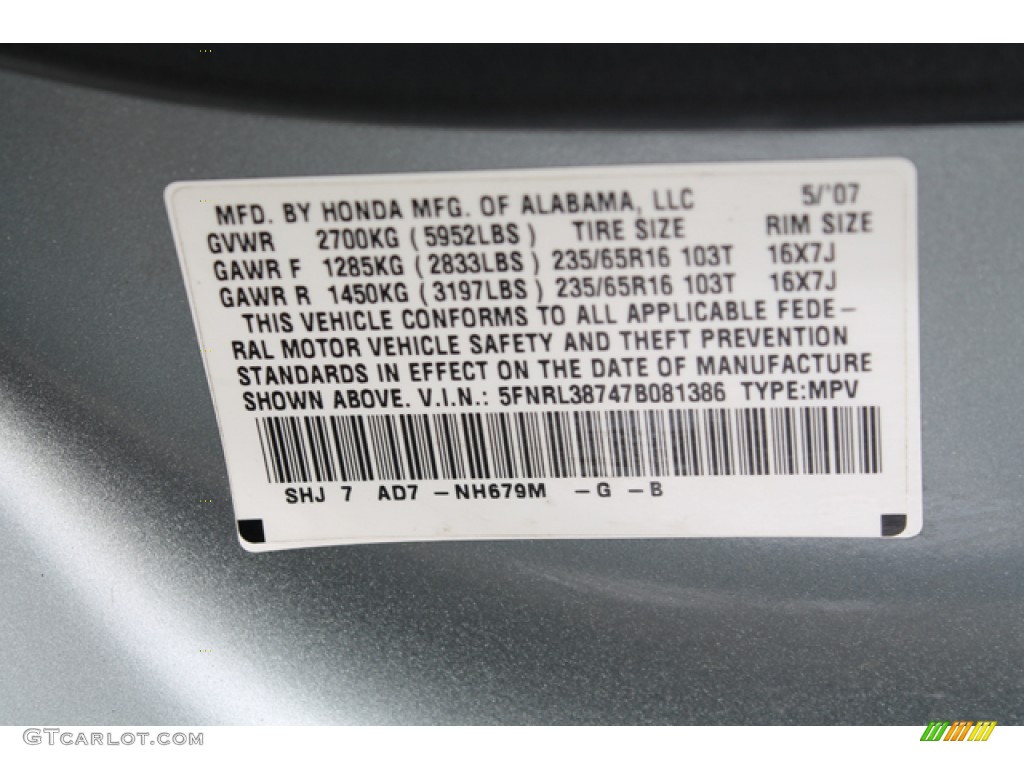 MFD. BY HONDA MFG. OF ALABAMA, LLC 5/'07
GVWR 2700KG (5952LBS) TIRE SIZE RIM SIZE
GAWR F 1285KG (2833LBS) 235/65R16 103T 16X7J
GAWR R 1450KG (3197LBS) 235/65R16 103T 16X7J
THIS VEHICLE CONFORMS TO ALL APPLICABLE FEDE-
RAL MOTOR VEHICLE SAFETY AND THEFT PREVENTION
STANDARDS IN EFFECT ON THE DATE OF MANUFACTURE
SHOWN ABOVE. V.I.N.: 5FNRL38747B081386 TYPE:MPV
SHJ 7 AD7 -NH679M -G -B
GTCARLOT.COM